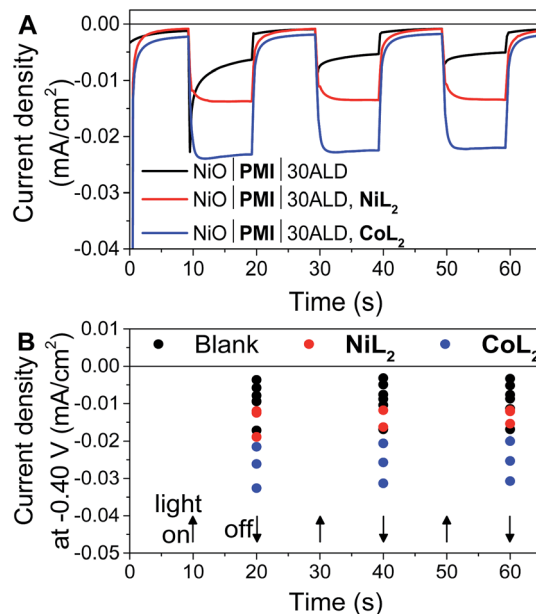 A
0.00
-0.01
-0.02
-0.03
-0.04
Current density
(mA/cm²)
NiO | PMI | 30ALD
NiO | PMI | 30ALD, NiL₂
NiO | PMI | 30ALD, CoL₂
0 10 20 30 40 50 60
Time (s)
B
0.01
0.00
-0.01
-0.02
-0.03
-0.04
-0.05
Current density
at -0.40 V (mA/cm²)
Blank NiL₂ CoL₂
light
on off
0 10 20 30 40 50 60
Time (s)